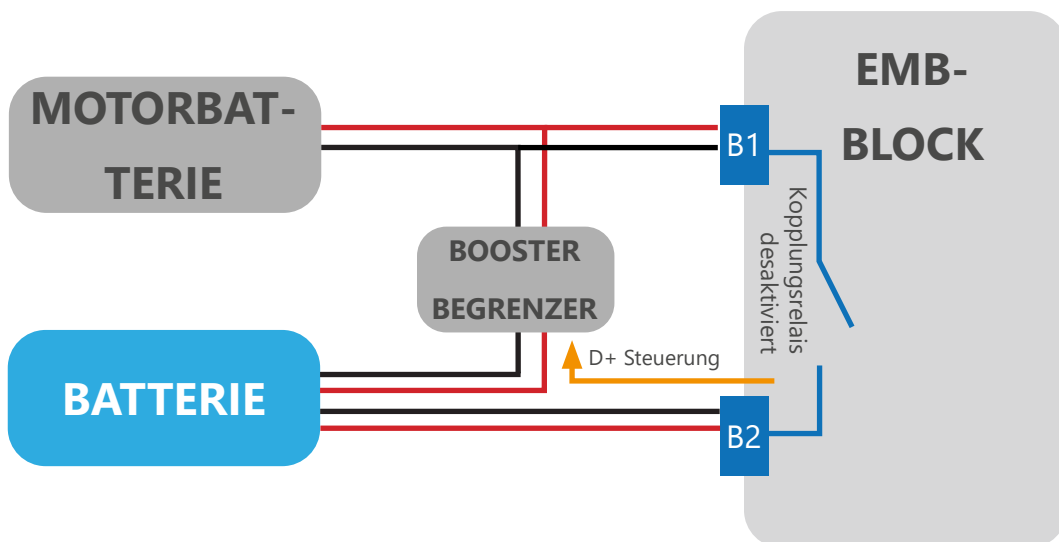 MOTORBAT-
TERIE
EMB-
BLOCK
B1
Kopplungsrelais
desaktiviert
BOOSTER
BEGRENZER
D+ Steuerung
BATTERIE
B2